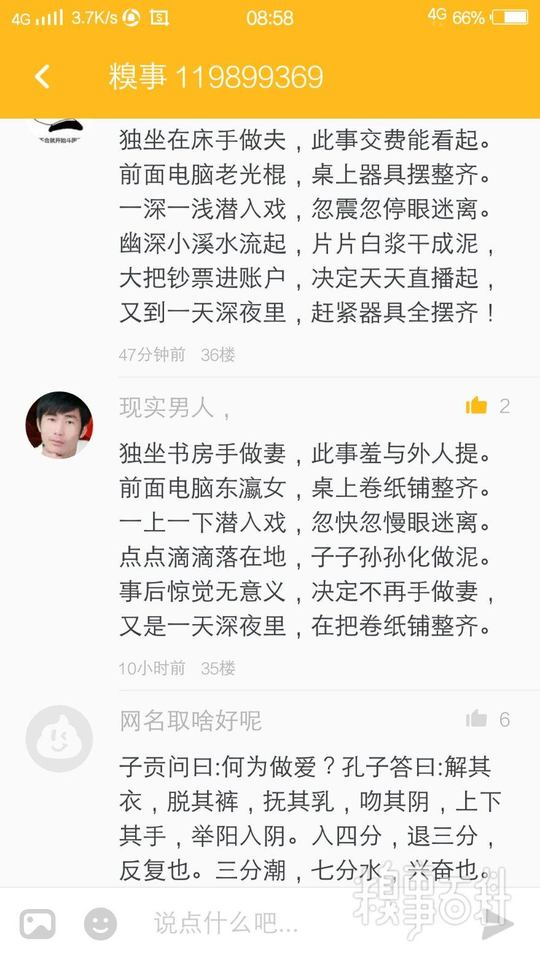 4G 3.7K/s 08:58 4G 66%
糗事 119899369
独坐在床手做夫，此事交费能看起。
前面电脑老光棍，桌上器具摆整齐。
一深一浅潜入戏，忽震忽停眼迷离。
幽深小溪水流起，片片白浆干成泥，
大把钞票进账户，决定天天直播起，
又到一天深夜里，赶紧器具全摆齐！
47分钟前 36楼
现实男人， 2
独坐书房手做妻，此事羞与外人提。
前面电脑东瀛女，桌上卷纸铺整齐。
一上一下潜入戏，忽快忽慢眼迷离。
点点滴滴落在地，子子孙孙化做泥。
事后惊觉无意义，决定不再手做妻，
又是一天深夜里，在把卷纸铺整齐。
10小时前 35楼
网名取啥好呢 6
子贡问曰:何为做爱？孔子答曰:解其
衣，脱其裤，抚其乳，吻其阴，上下
其手，举阳入阴。入四分，退三分，
反复也。三分潮，七分水，兴奋也。
说点什么吧...
糗事百科